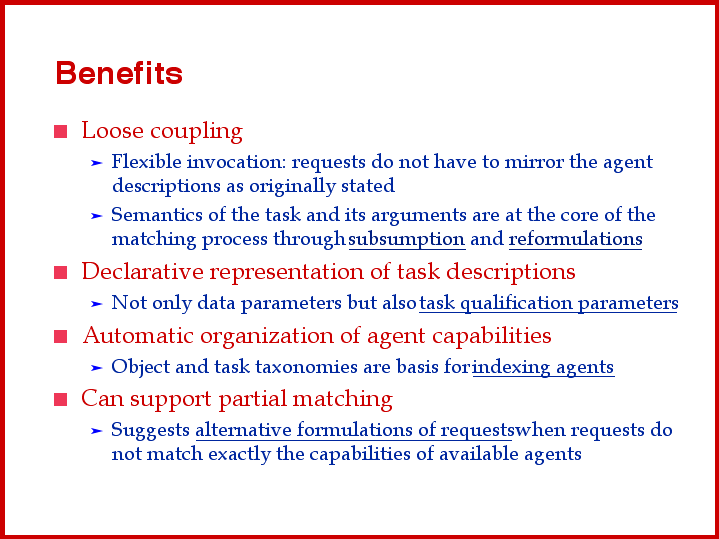 Benefits
Loose coupling
Flexible invocation: requests do not have to mirror the agent
descriptions as originally stated
Semantics of the task and its arguments are at the core of the
matching process through subsumption and reformulations
Declarative representation of task descriptions
Not only data parameters but also task qualification parameters
Automatic organization of agent capabilities
Object and task taxonomies are basis for indexing agents
Can support partial matching
Suggests alternative formulations of requests when requests do
not match exactly the capabilities of available agents